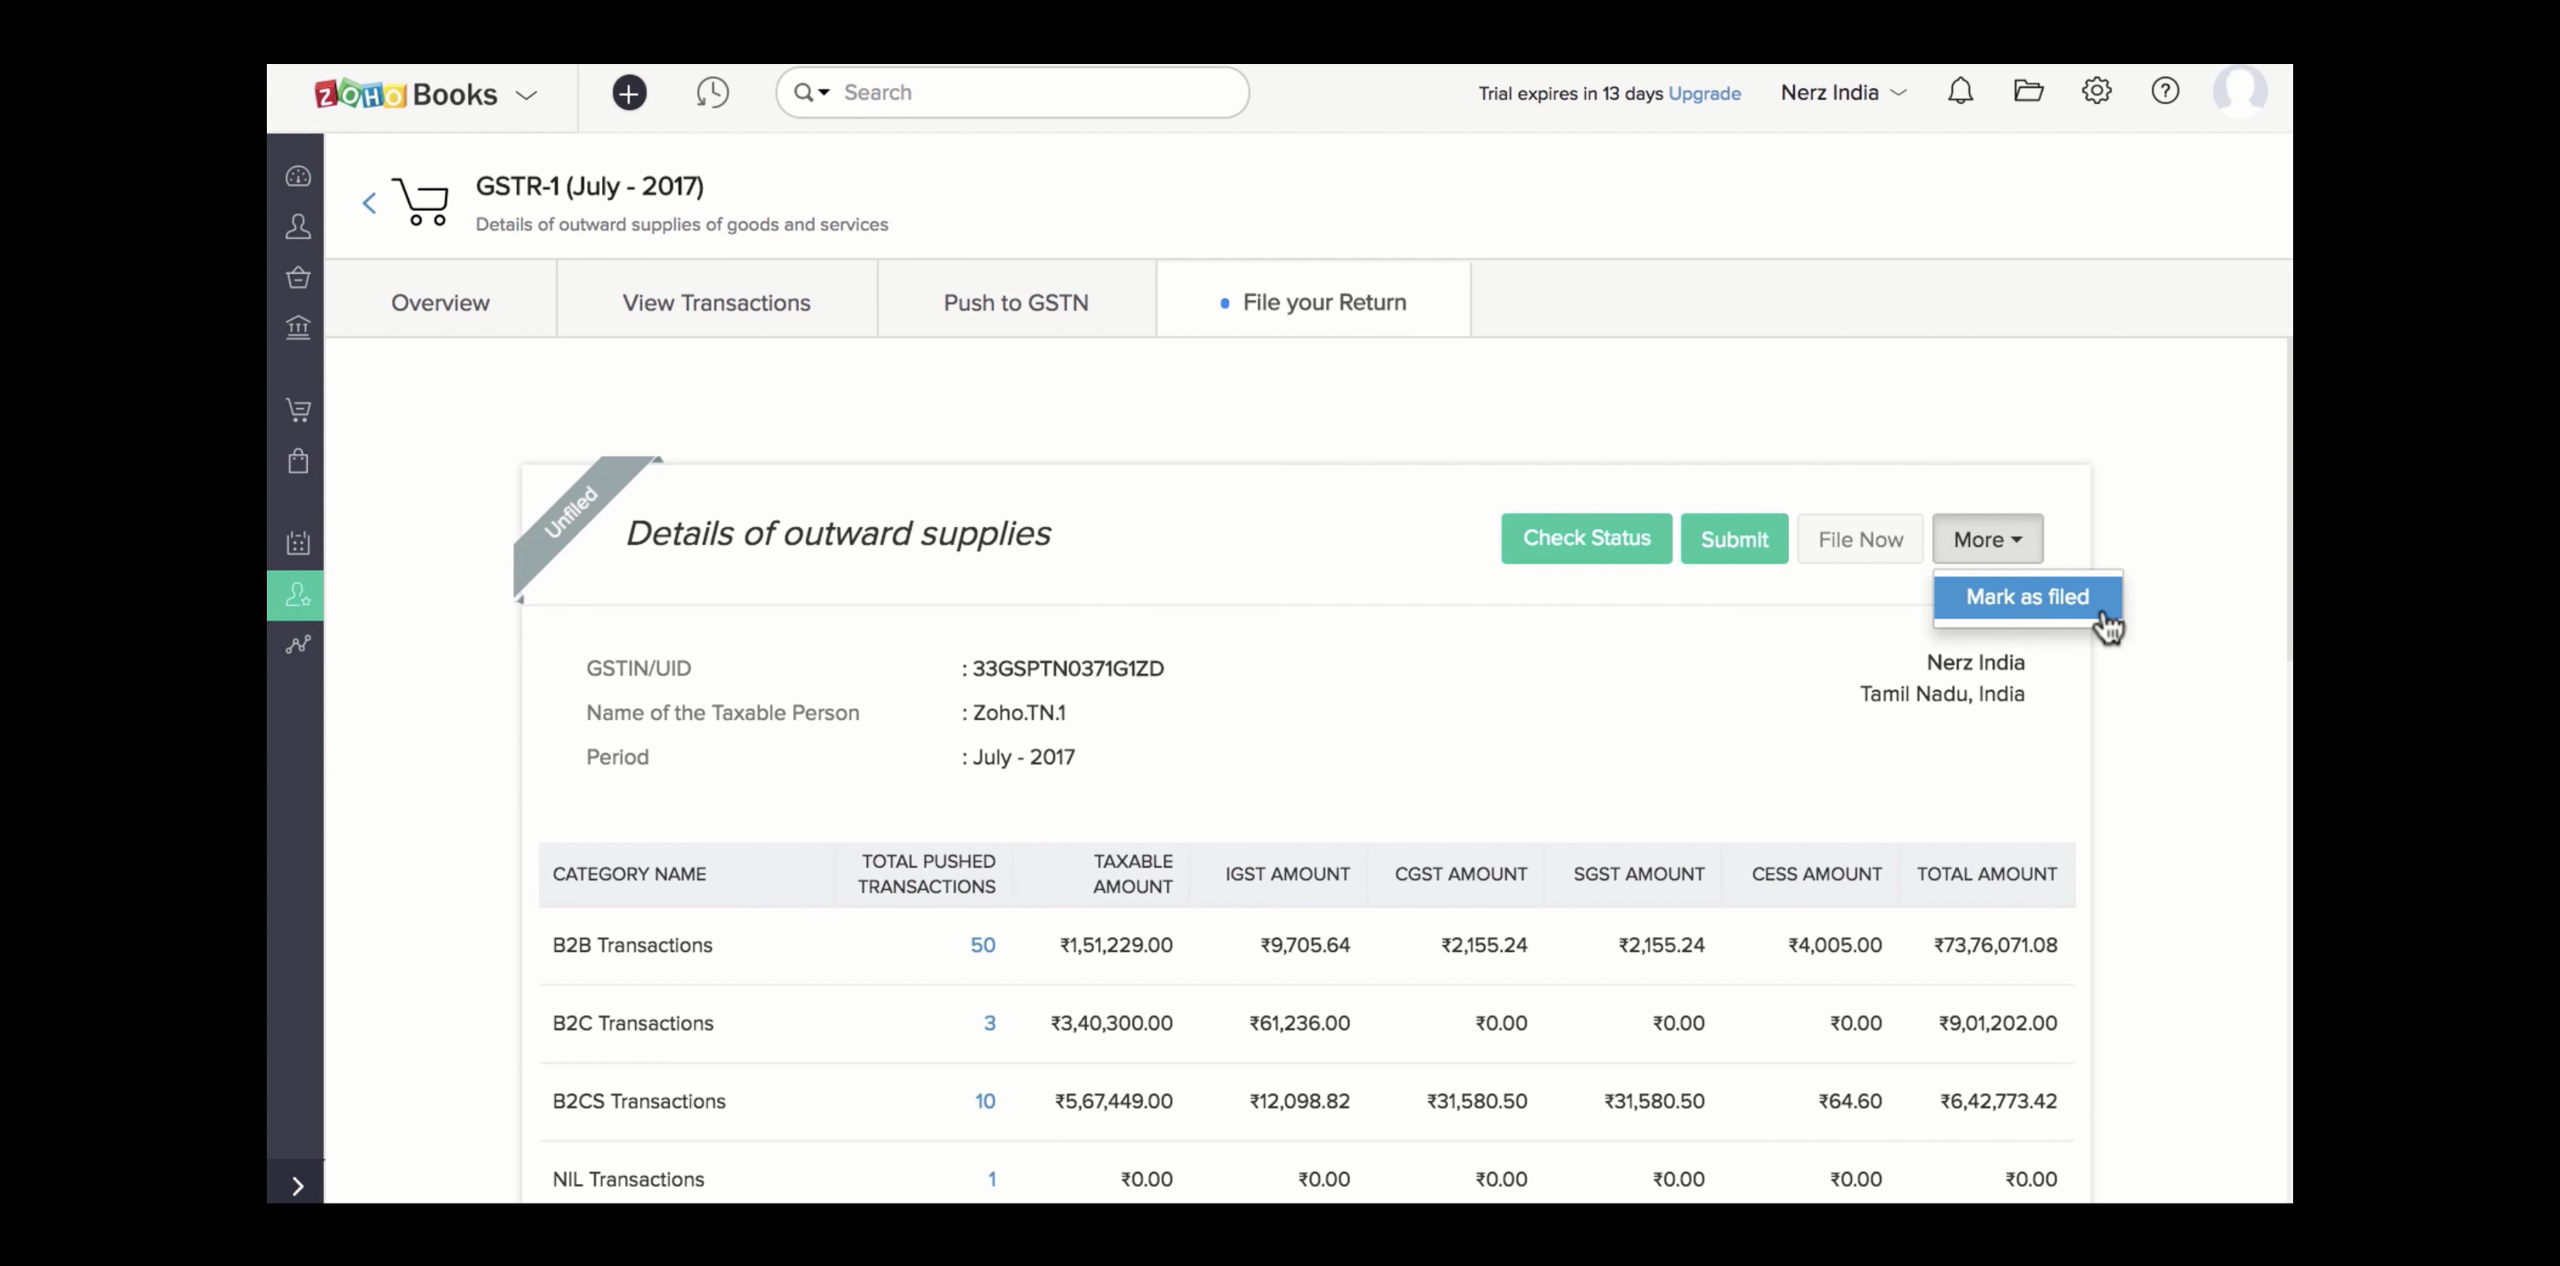 ZOHO Books
Search
Trial expires in 13 days Upgrade
Nerz India
GSTR-1 (July - 2017)
Details of outward supplies of goods and services
Overview
View Transactions
Push to GSTN
File your Return
Unfiled
Details of outward supplies
Check Status
Submit
File Now
More
Mark as filed
GSTIN/UID : 33GSPTN0371G1ZD
Name of the Taxable Person : Zoho.TN.1
Period : July - 2017
Nerz India
Tamil Nadu, India
CATEGORY NAME TOTAL PUSHED TRANSACTIONS TAXABLE AMOUNT IGST AMOUNT CGST AMOUNT SGST AMOUNT CESS AMOUNT TOTAL AMOUNT
B2B Transactions 50 ₹1,51,229.00 ₹9,705.64 ₹2,155.24 ₹2,155.24 ₹4,005.00 ₹73,76,071.08
B2C Transactions 3 ₹3,40,300.00 ₹61,236.00 ₹0.00 ₹0.00 ₹0.00 ₹9,01,202.00
B2CS Transactions 10 ₹5,67,449.00 ₹12,098.82 ₹31,580.50 ₹31,580.50 ₹64.60 ₹6,42,773.42
NIL Transactions 1 ₹0.00 ₹0.00 ₹0.00 ₹0.00 ₹0.00 ₹0.00